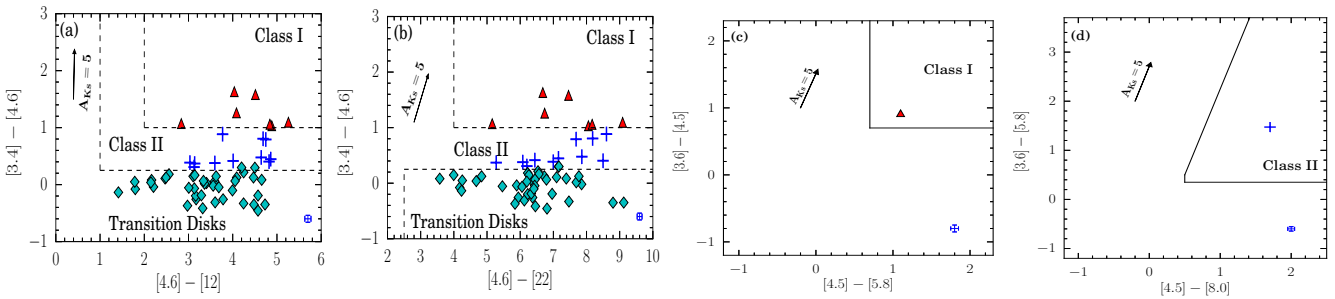 (a)
Class I
A_Ks = 5
Class II
Transition Disks
3
2
1
0
−1
0 1 2 3 4 5 6
[3.4] − [4.6]
[4.6] − [12]
(b)
Class I
A_Ks = 5
Class II
Transition Disks
3
2
1
0
−1
2 3 4 5 6 7 8 9 10
[3.4] − [4.6]
[4.6] − [22]
(c)
Class I
A_Ks = 5
2
1
0
−1
−1 0 1 2
[3.6] − [4.5]
[4.5] − [5.8]
(d)
A_Ks = 5
Class II
3
2
1
0
−1
−1 0 1 2
[3.6] − [5.8]
[4.5] − [8.0]